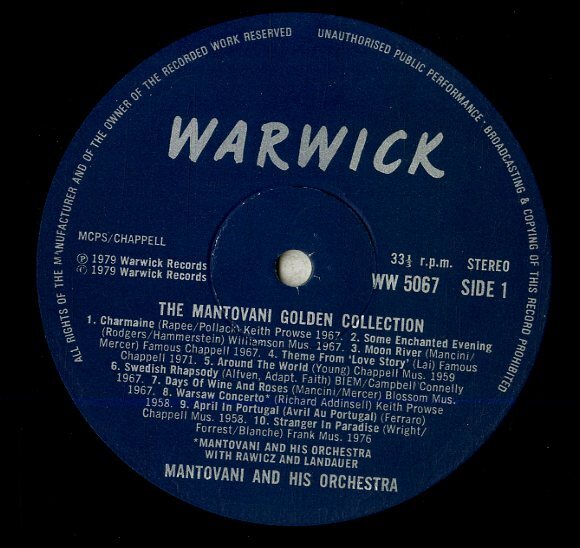 ALL RIGHTS OF THE MANUFACTURER AND OF THE OWNER OF THE RECORDED WORK RESERVED
UNAUTHORISED PUBLIC PERFORMANCE · BROADCASTING & COPYING OF THIS RECORD PROHIBITED
WARWICK
MCPS/CHAPPELL
℗ 1979 Warwick Records
© 1979 Warwick Records
33⅓ r.p.m. STEREO
WW 5067 SIDE 1
THE MANTOVANI GOLDEN COLLECTION
1. Charmaine (Rapee/Pollack Keith Prowse 1967. 2. Some Enchanted Evening
(Rodgers/Hammerstein) Williamson Mus. 1967. 3. Moon River (Mancini/
Mercer) Famous Chappell 1967. 4. Theme From 'Love Story' (Lai) Famous
Chappell 1971. 5. Around The World (Young) Chappell Mus. 1959
6. Swedish Rhapsody (Alfven, Adapt. Faith) BIEM/Campbell Connelly
1967. 7. Days Of Wine And Roses (Mancini/Mercer) Blossom Mus.
1967. 8. Warsaw Concerto* (Richard Addinsell) Keith Prowse
1958. 9. April In Portugal (Avril Au Portugal) (Ferraro)
Chappell Mus. 1958. 10. Stranger In Paradise (Wright/
Forrest/Blanche) Frank Mus. 1976
*MANTOVANI AND HIS ORCHESTRA
WITH RAWICZ AND LANDAUER
MANTOVANI AND HIS ORCHESTRA